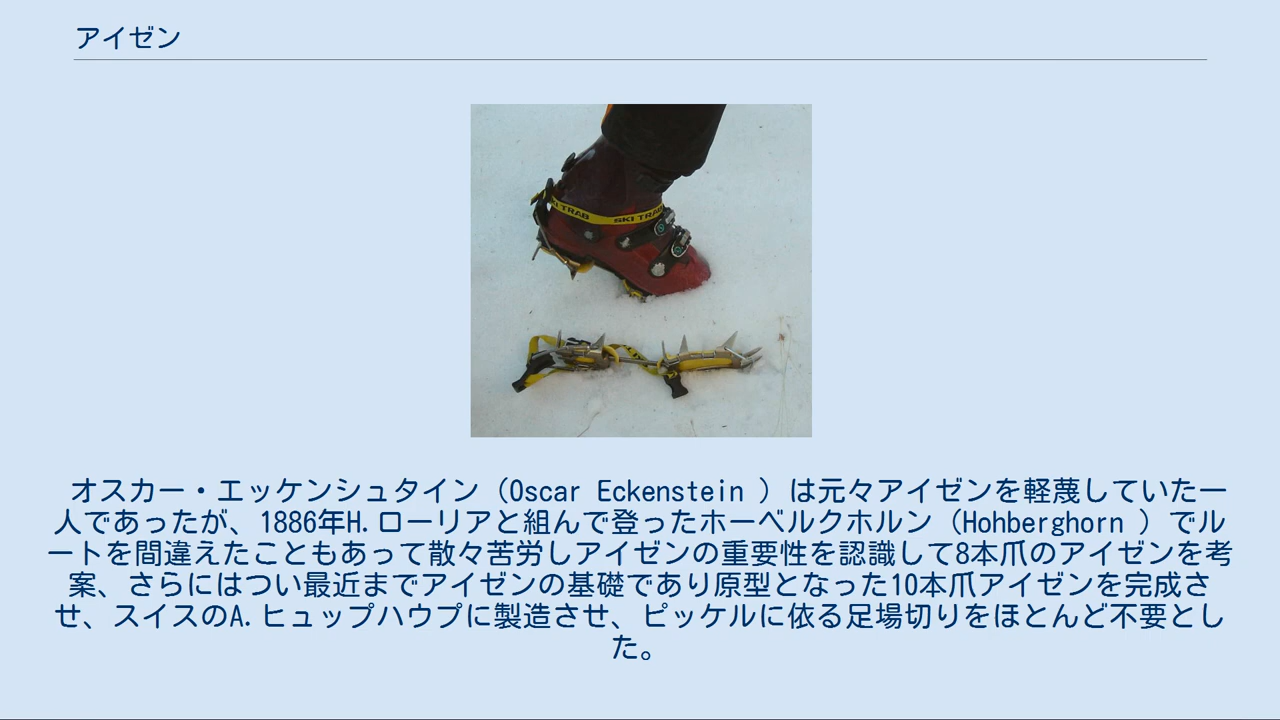 アイゼン
SKI TRAB
SKI TRAB
オスカー・エッケンシュタイン（Oscar Eckenstein ）は元々アイゼンを軽蔑していた一
人であったが、1886年H.ローリアと組んで登ったホーベルクホルン（Hohberghorn ）でル
ートを間違えたこともあって散々苦労しアイゼンの重要性を認識して8本爪のアイゼンを考
案、さらにはつい最近までアイゼンの基礎であり原型となった10本爪アイゼンを完成さ
せ、スイスのA.ヒュップハウプに製造させ、ピッケルに依る足場切りをほとんど不要とし
た。